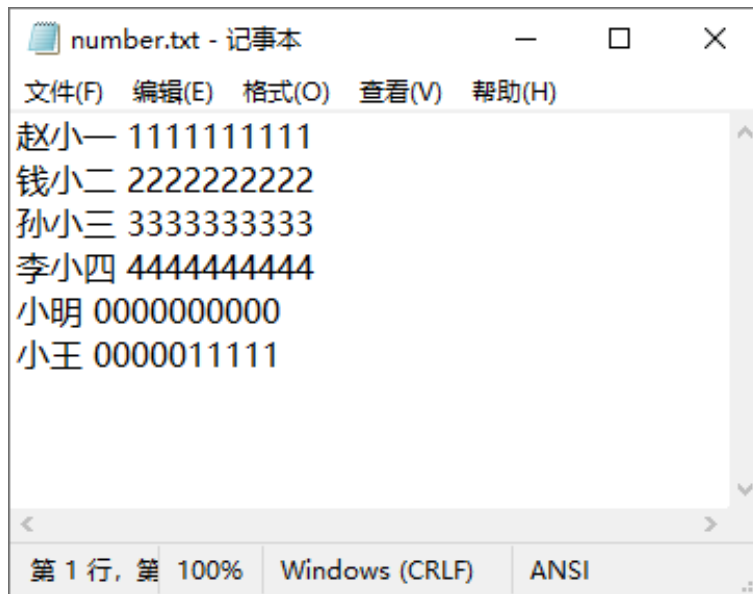 number.txt - 记事本
文件(F) 编辑(E) 格式(O) 查看(V) 帮助(H)
赵小一 1111111111
钱小二 2222222222
孙小三 3333333333
李小四 4444444444
小明 0000000000
小王 0000011111
第 1 行，第 100% Windows (CRLF) ANSI